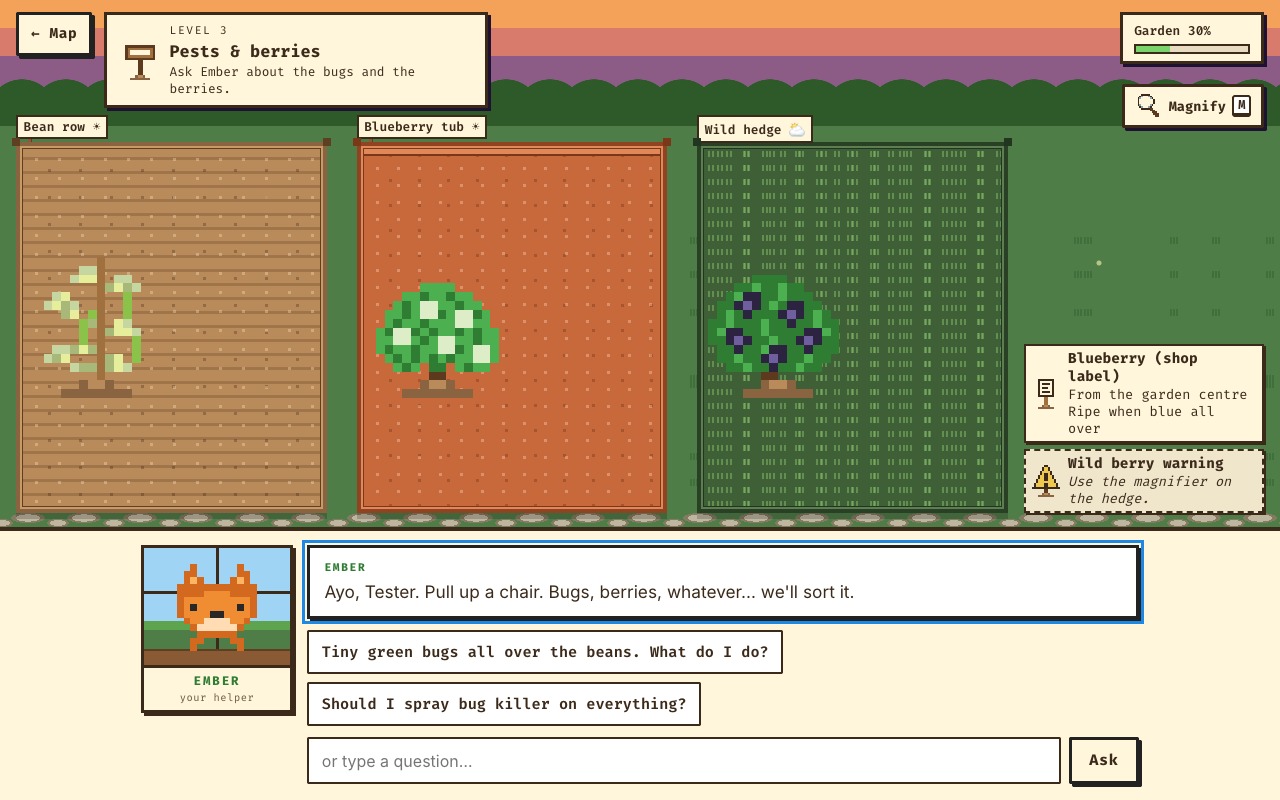 ← Map
LEVEL 3
Pests & berries
Ask Ember about the bugs and the
berries.
Garden 30%
Magnify M
Bean row ☀
Blueberry tub ☀
Wild hedge ⛅
Blueberry (shop
label)
From the garden centre
Ripe when blue all
over
Wild berry warning
Use the magnifier on
the hedge.
EMBER
your helper
EMBER
Ayo, Tester. Pull up a chair. Bugs, berries, whatever... we'll sort it.
Tiny green bugs all over the beans. What do I do?
Should I spray bug killer on everything?
or type a question...
Ask